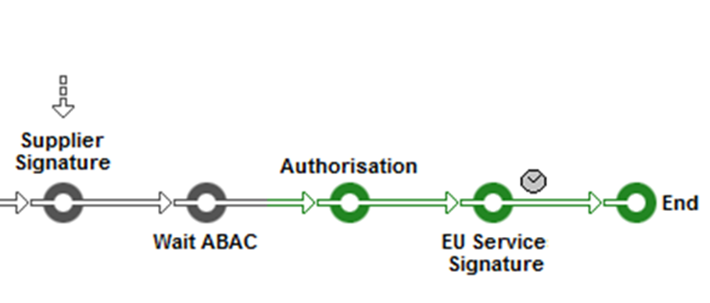 Supplier
Signature
Wait ABAC
Authorisation
EU Service
Signature
End